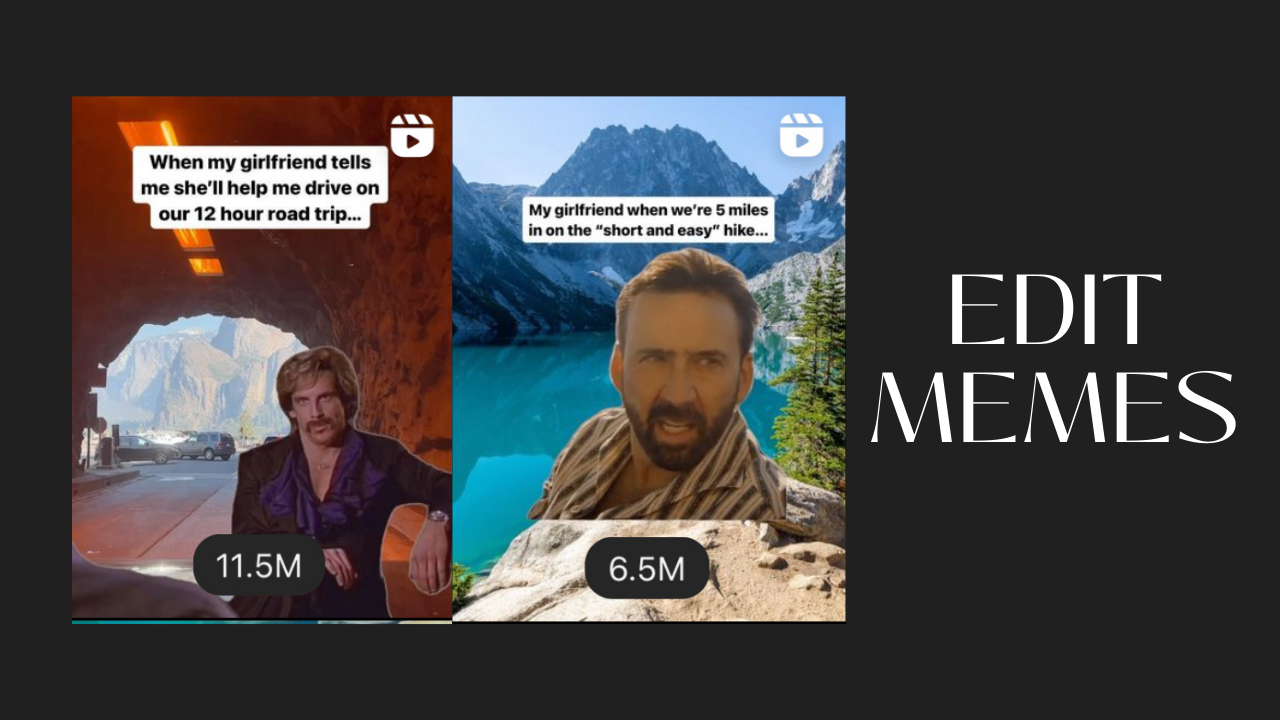 When my girlfriend tells
me she’ll help me drive on
our 12 hour road trip...
11.5M
My girlfriend when we’re 5 miles
in on the “short and easy” hike...
6.5M
EDIT
MEMES